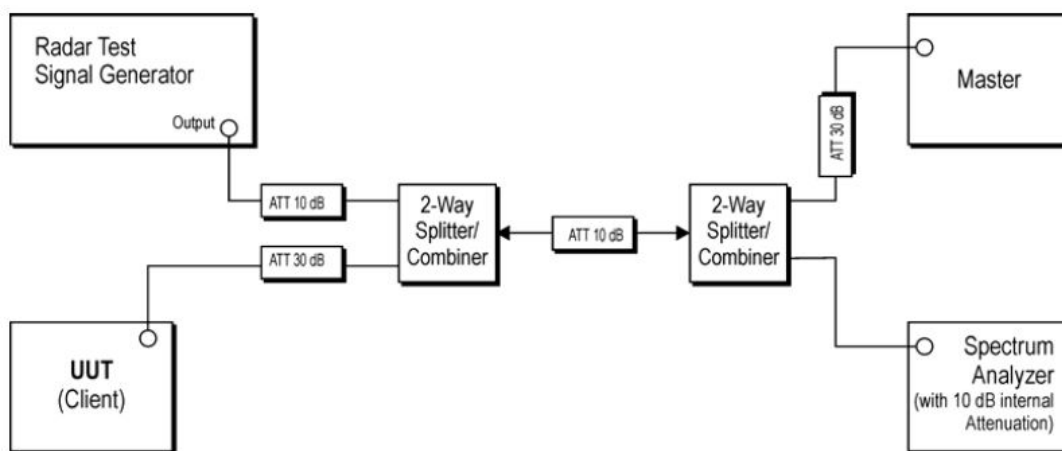 Radar Test
Signal Generator
Output
ATT 10 dB
ATT 30 dB
2-Way
Splitter/
Combiner
ATT 10 dB
2-Way
Splitter/
Combiner
ATT 30 dB
Master
UUT
(Client)
Spectrum
Analyzer
(with 10 dB internal
Attenuation)